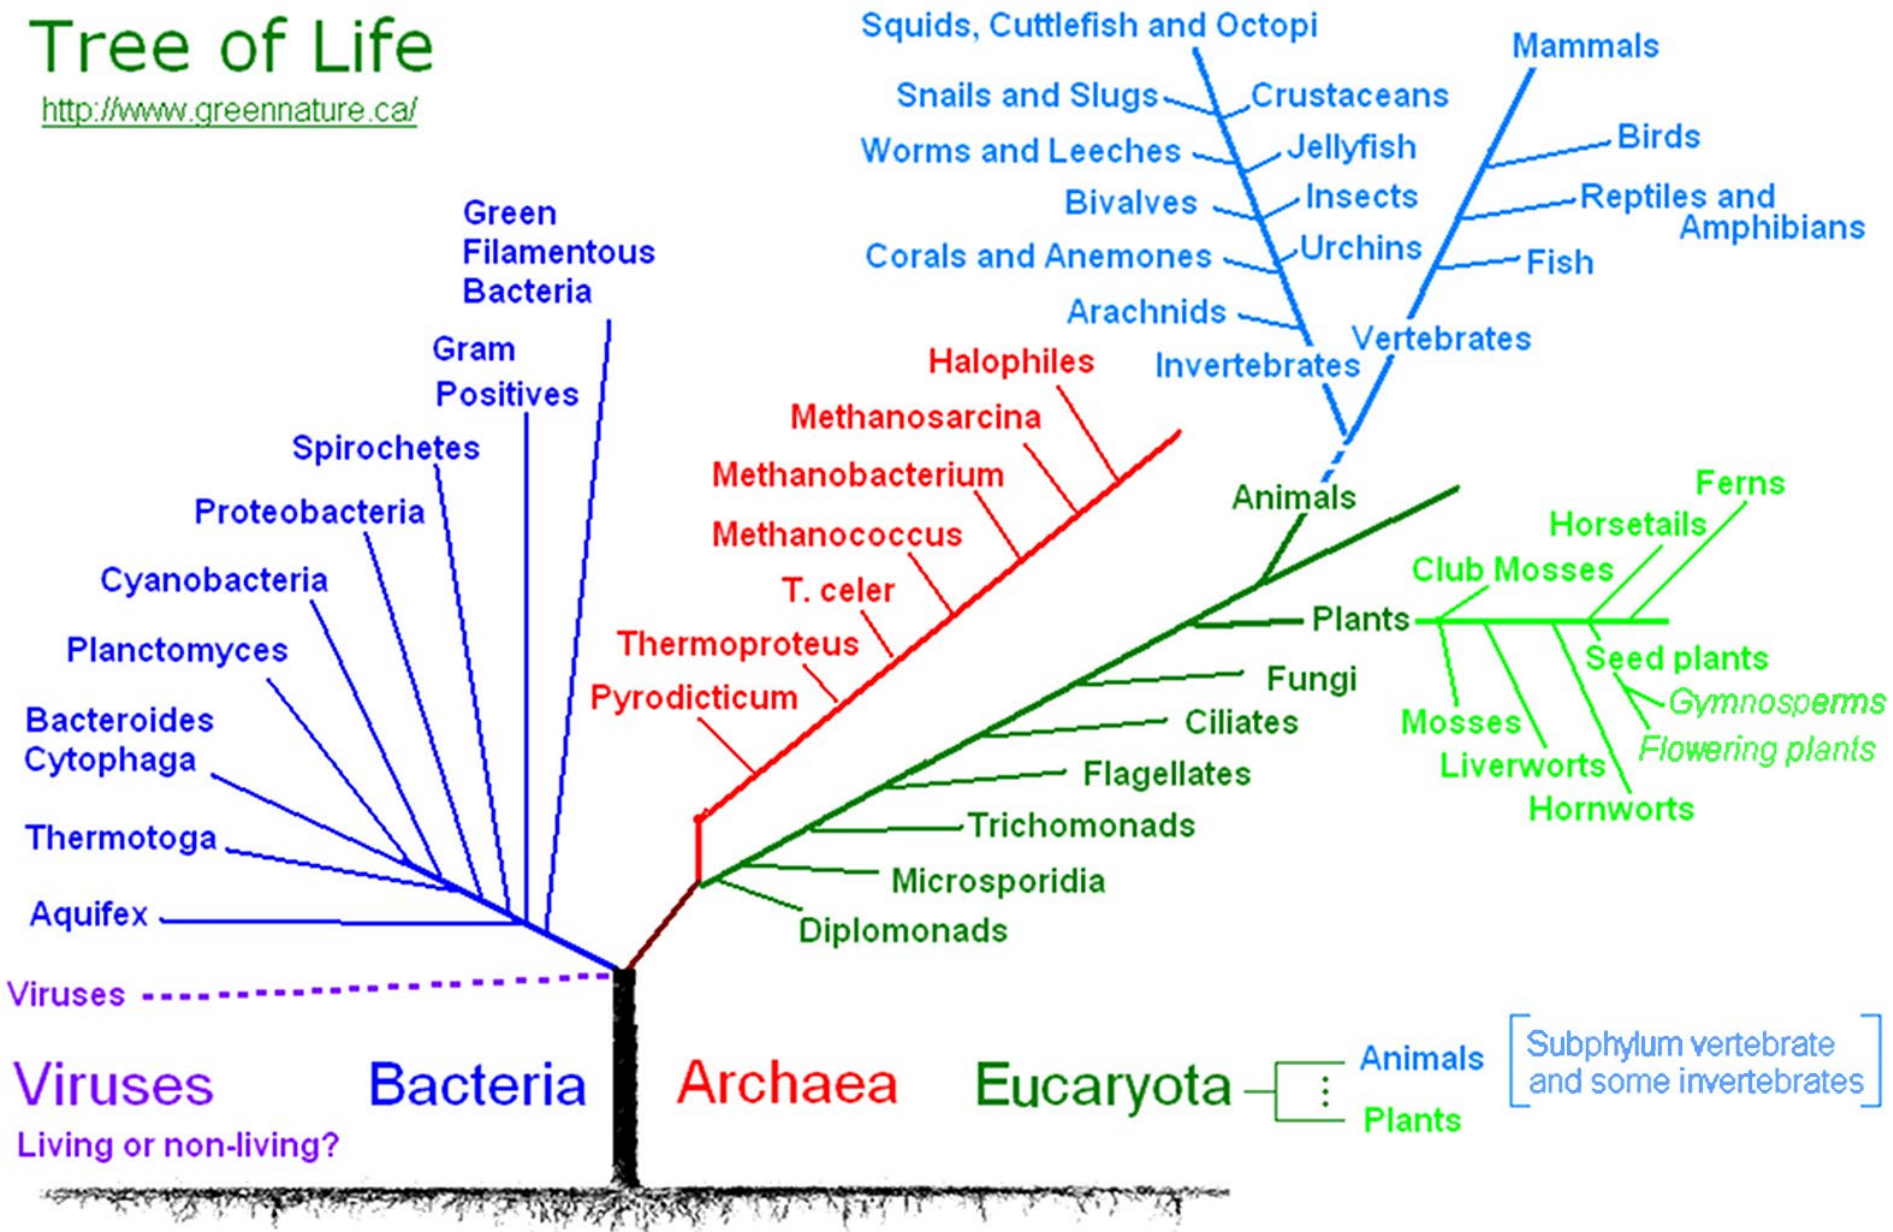 Tree of Life
http://www.greennature.ca/
Squids, Cuttlefish and Octopi
Snails and Slugs
Crustaceans
Worms and Leeches
Jellyfish
Bivalves
Insects
Corals and Anemones
Urchins
Arachnids
Invertebrates
Mammals
Birds
Reptiles and
Amphibians
Fish
Vertebrates
Green
Filamentous
Bacteria
Gram
Positives
Spirochetes
Proteobacteria
Cyanobacteria
Planctomyces
Bacteroides
Cytophaga
Thermotoga
Aquifex
Viruses
Halophiles
Methanosarcina
Methanobacterium
Methanococcus
T. celer
Thermoproteus
Pyrodicticum
Animals
Plants
Fungi
Ciliates
Flagellates
Trichomonads
Microsporidia
Diplomonads
Ferns
Horsetails
Club Mosses
Seed plants
Gymnosperms
Flowering plants
Mosses
Liverworts
Hornworts
Viruses
Living or non-living?
Bacteria
Archaea
Eucaryota
Animals
Plants
Subphylum vertebrate
and some invertebrates